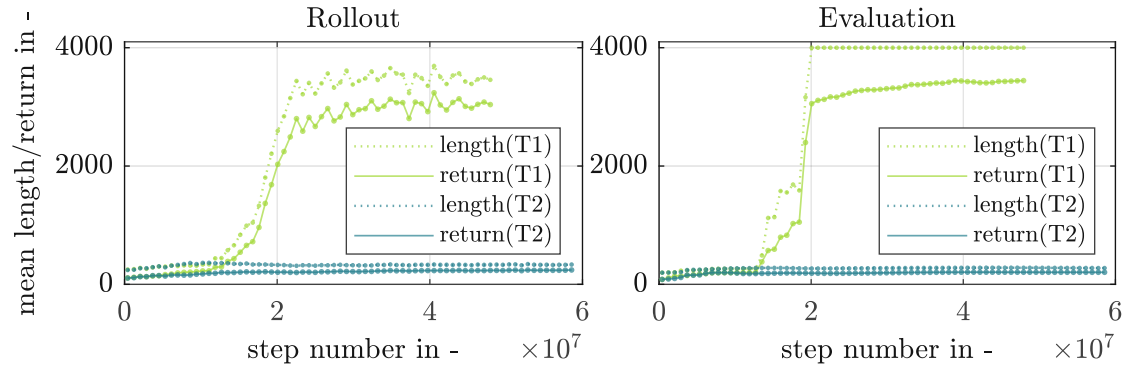 Rollout
mean length/return in -
4000
2000
0
0
2
4
6
step number in -
×10^7
length(T1)
return(T1)
length(T2)
return(T2)
Evaluation
4000
2000
0
0
2
4
6
step number in -
×10^7
length(T1)
return(T1)
length(T2)
return(T2)